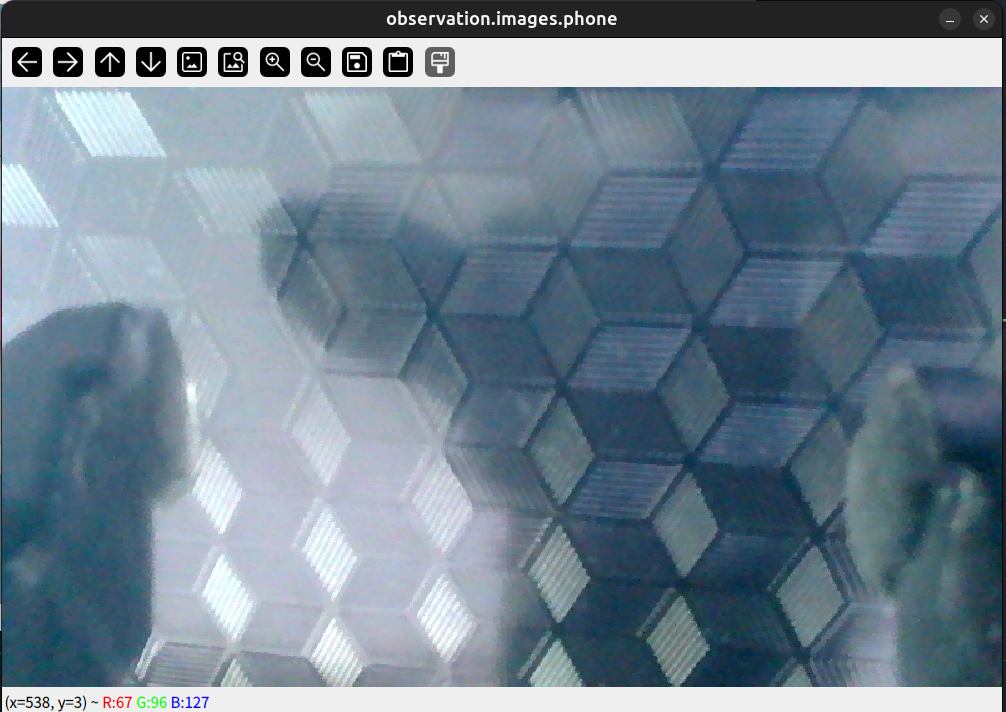 observation.images.phone
(x=538, y=3) ~ R:67 G:96 B:127